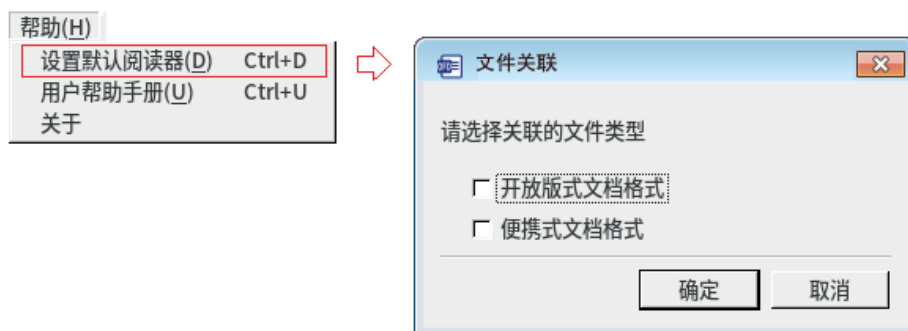 帮助(H)
设置默认阅读器(D) Ctrl+D
用户帮助手册(U) Ctrl+U
关于
文件关联
请选择关联的文件类型
开放版式文档格式
便携式文档格式
确定 取消